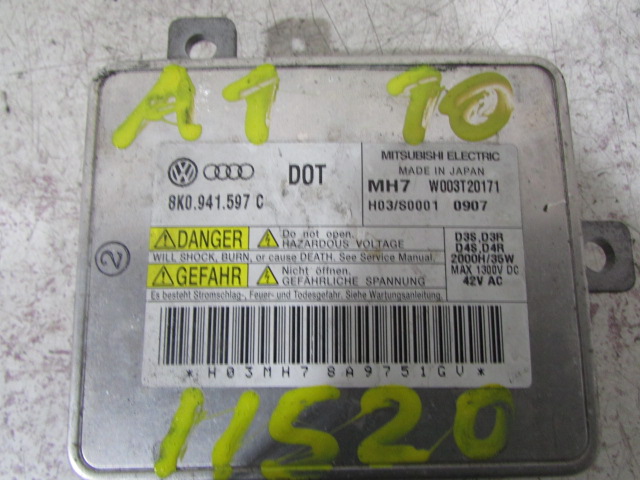 A1 10
8K0.941.597 C
DOT
MITSUBISHI ELECTRIC
MADE IN JAPAN
MH7 W003T20171
H03/S0001 0907
DANGER
Do not open.
HAZARDOUS VOLTAGE
WILL SHOCK, BURN, or cause DEATH. See Service Manual.
GEFAHR
Nicht öffnen.
GEFÄHRLICHE SPANNUNG
Es besteht Stromschlag-, Feuer- und Todesgefahr. Siehe Wartungsanleitung.
D3S,D3R
D4S,D4R
2000H/35W
MAX 1300V DC
42V AC
2
*H03MH78A9751GV*
11520